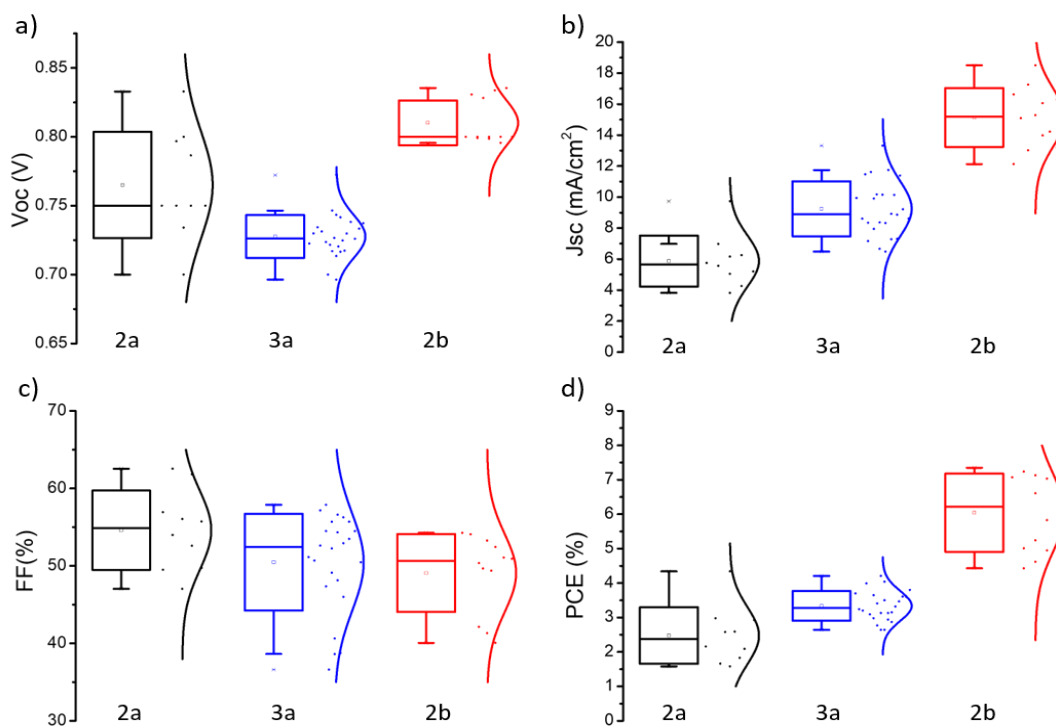 a)
Voc (V)
0.85
0.80
0.75
0.70
0.65
2a
3a
2b
b)
Jsc (mA/cm²)
20
18
16
14
12
10
8
6
4
2
0
2a
3a
2b
c)
FF(%)
70
60
50
40
30
2a
3a
2b
d)
PCE (%)
9
8
7
6
5
4
3
2
1
0
2a
3a
2b